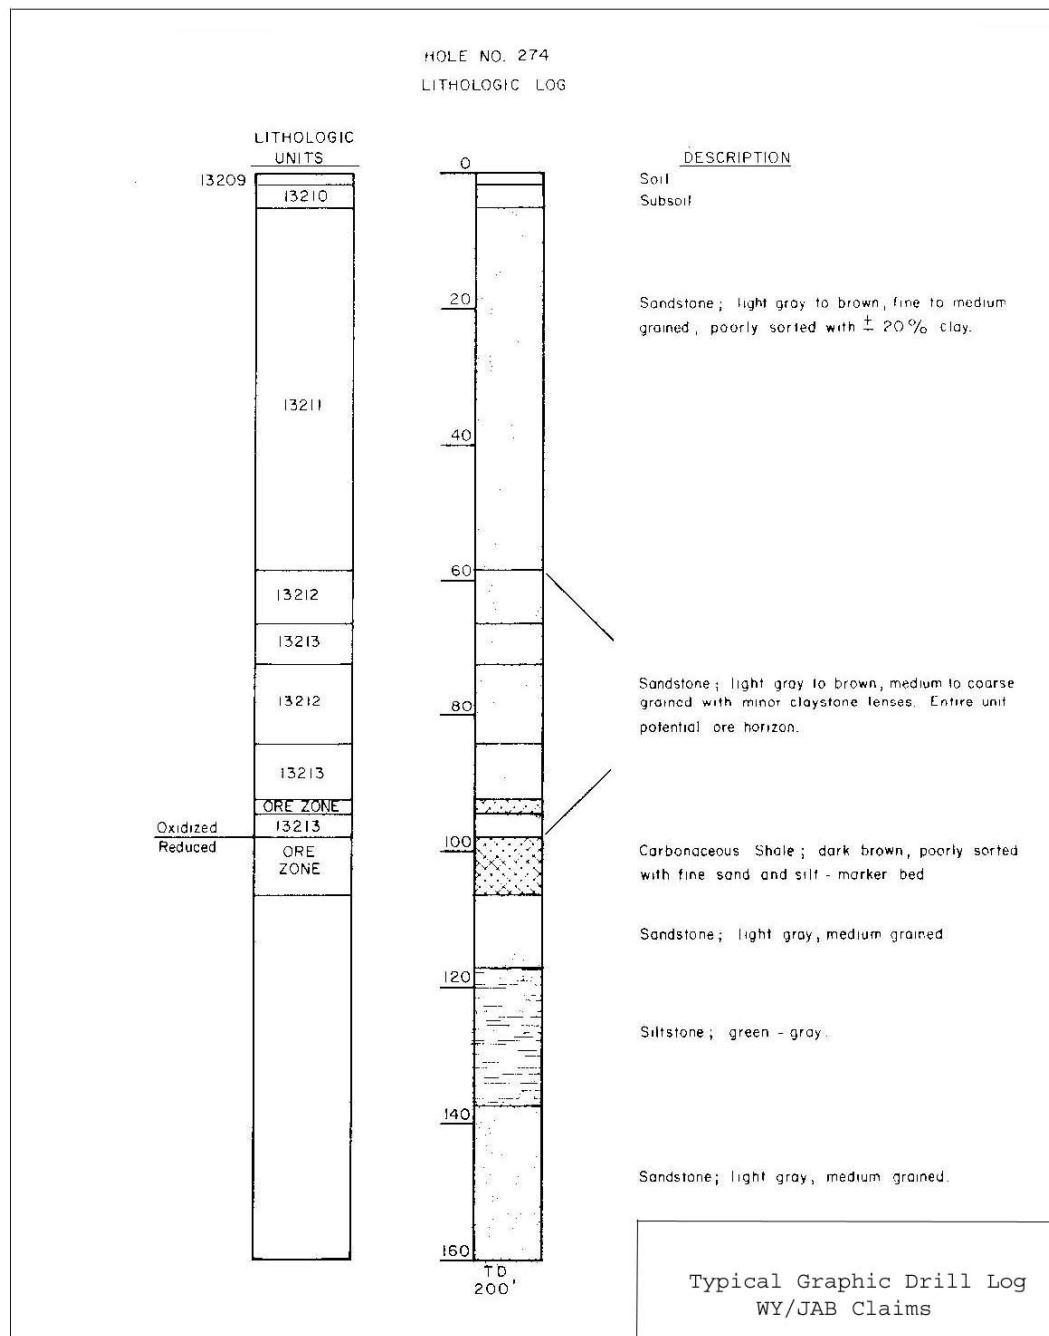 HOLE NO. 274
LITHOLOGIC LOG
LITHOLOGIC
UNITS
DESCRIPTION
0
13209
Soil
13210
Subsoil
20
Sandstone; light gray to brown, fine to medium
grained, poorly sorted with ± 20% clay.
13211
40
60
13212
13213
Sandstone; light gray to brown, medium to coarse
grained with minor claystone lenses. Entire unit
potential ore horizon.
13212
80
13213
ORE ZONE
13213
Oxidized
Reduced
ORE
ZONE
100
Carbonaceous Shale; dark brown, poorly sorted
with fine sand and silt - marker bed
Sandstone; light gray, medium grained
120
Siltstone; green - gray.
140
Sandstone; light gray, medium grained.
160
TD
200'
Typical Graphic Drill Log
WY/JAB Claims